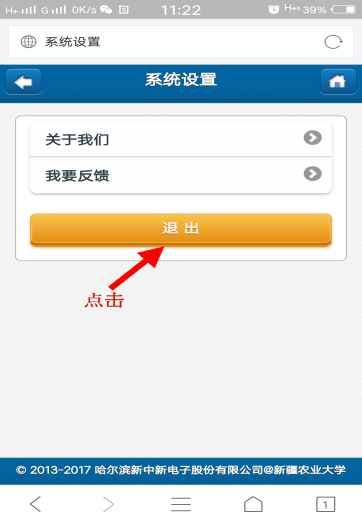 H+ G 0K/s 11:22 H+ 39%
系统设置
系统设置
关于我们
我要反馈
退 出
点击
© 2013-2017 哈尔滨新中新电子股份有限公司@新疆农业大学
1